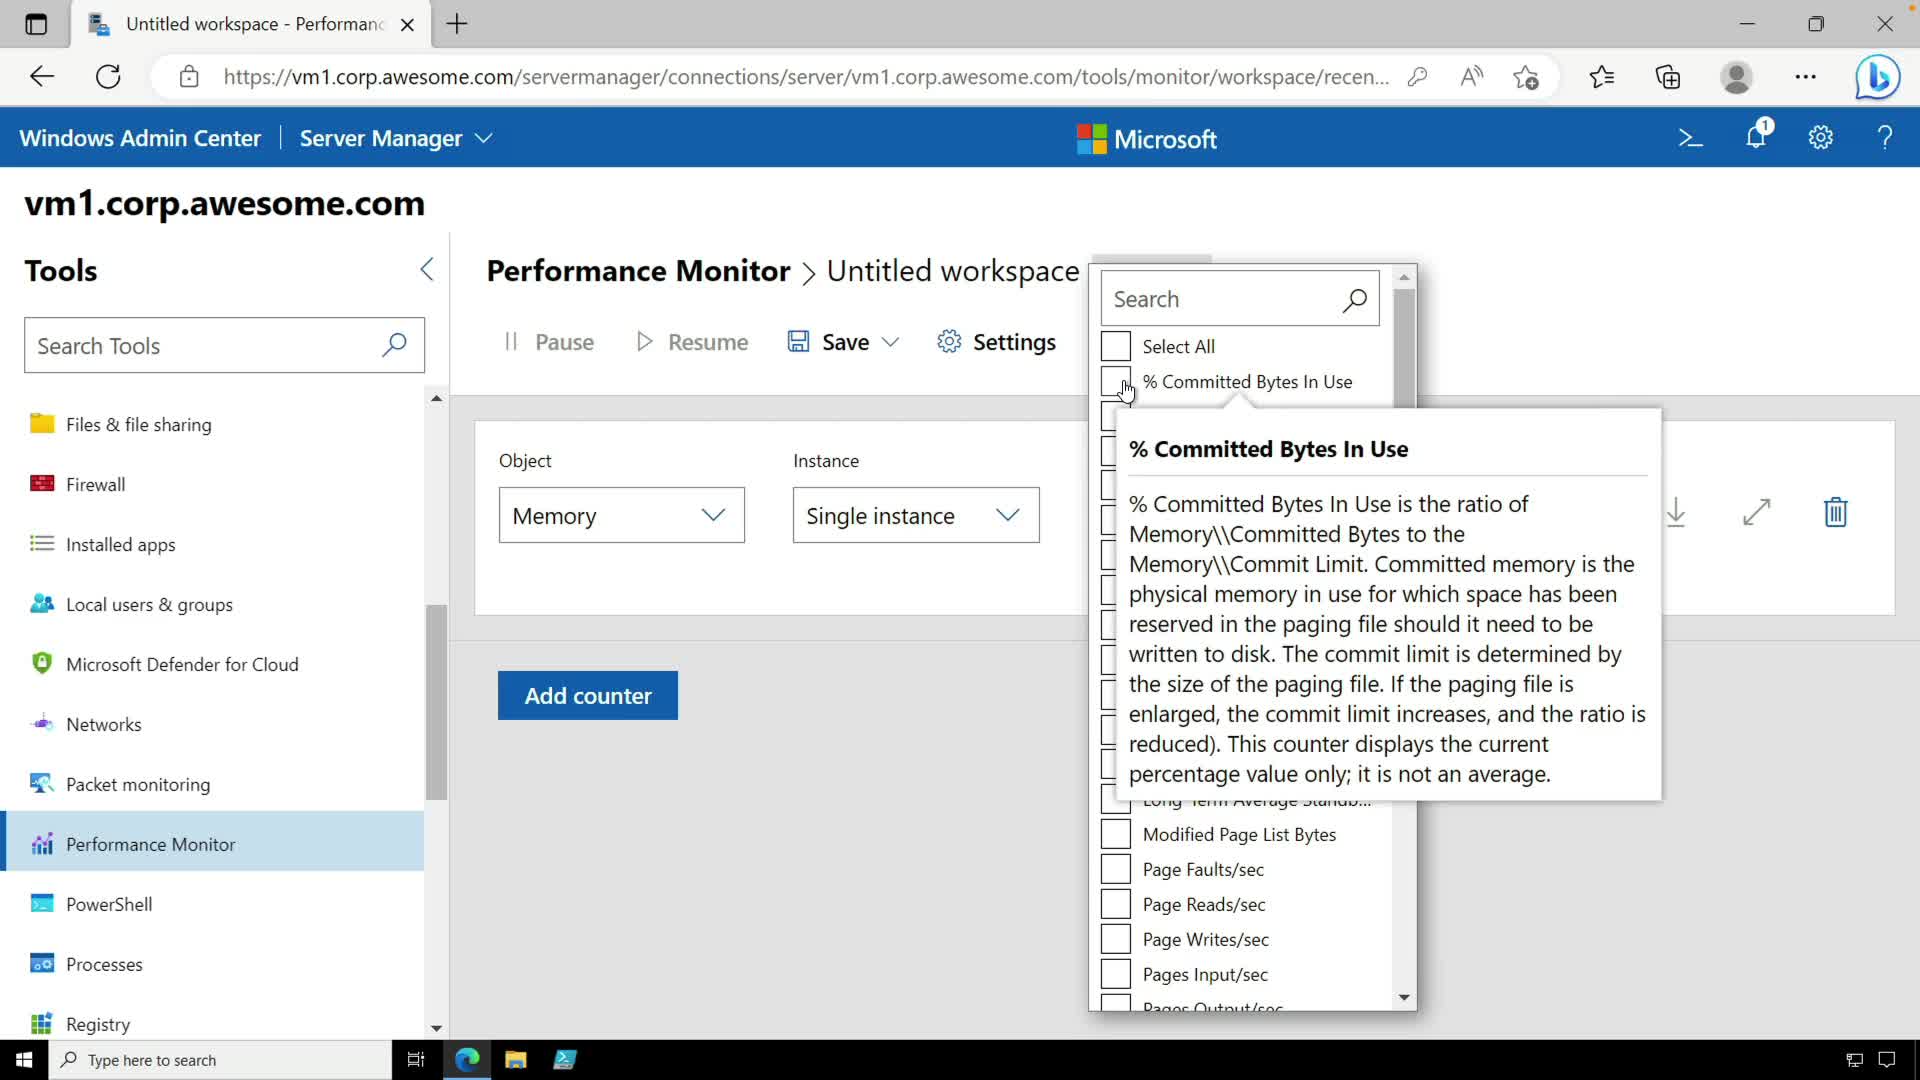 Untitled workspace - Performanc
https://vm1.corp.awesome.com/servermanager/connections/server/vm1.corp.awesome.com/tools/monitor/workspace/recen...
Windows Admin Center
Server Manager
Microsoft
1
vm1.corp.awesome.com
Tools
Search Tools
Files & file sharing
Firewall
Installed apps
Local users & groups
Microsoft Defender for Cloud
Networks
Packet monitoring
Performance Monitor
PowerShell
Processes
Registry
Performance Monitor > Untitled workspace
Pause
Resume
Save
Settings
Object
Instance
Memory
Single instance
Add counter
Search
Select All
% Committed Bytes In Use
% Committed Bytes In Use
% Committed Bytes In Use is the ratio of
Memory\\Committed Bytes to the
Memory\\Commit Limit. Committed memory is the
physical memory in use for which space has been
reserved in the paging file should it need to be
written to disk. The commit limit is determined by
the size of the paging file. If the paging file is
enlarged, the commit limit increases, and the ratio is
reduced). This counter displays the current
percentage value only; it is not an average.
Long-Term Average Standb...
Modified Page List Bytes
Page Faults/sec
Page Reads/sec
Page Writes/sec
Pages Input/sec
Pages Output/sec
Type here to search